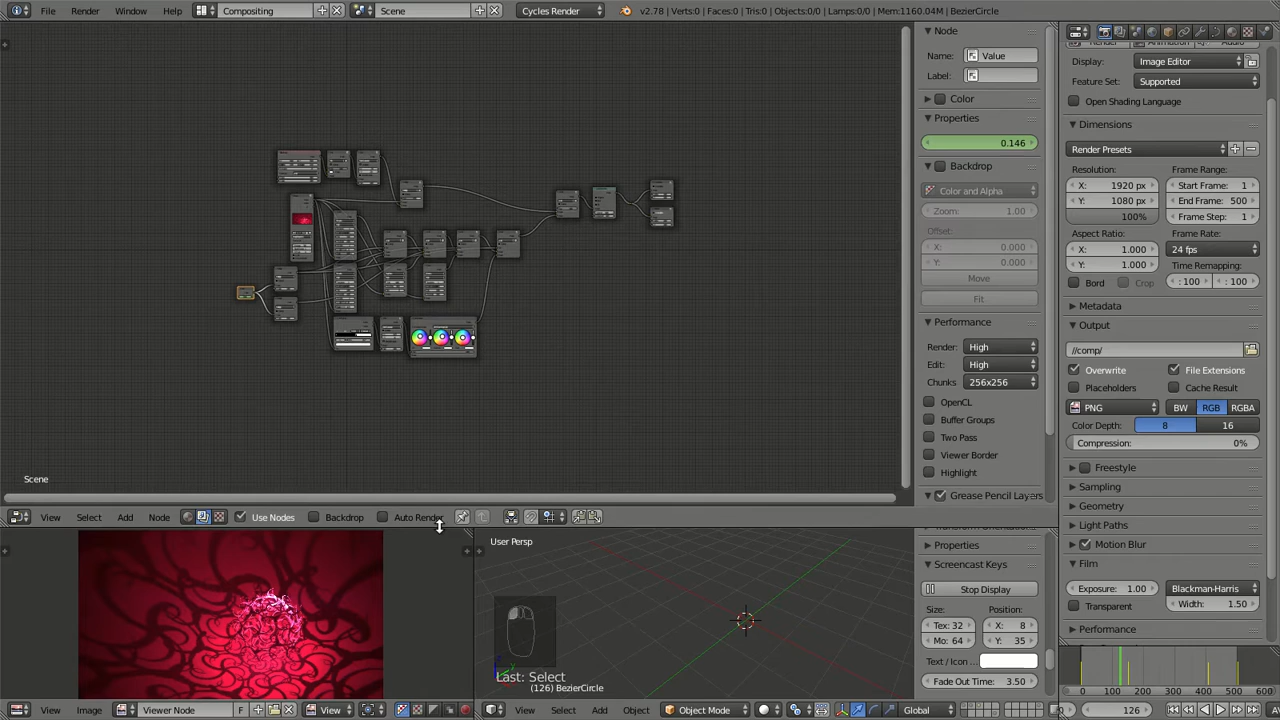 File Render Window Help Compositing Scene Cycles Render v2.78 | Verts:0 | Faces:0 | Tris:0 | Objects:0/0 | Lamps:0/0 | Mem:1160.04M | BezierCircle
Node
Name: Value
Label:
Color
Properties
0.146
Backdrop
Color and Alpha
Zoom: 1.00
Offset:
X: 0.000
Y: 0.000
Move
Fit
Performance
Render: High
Edit: High
Chunks 256x256
OpenCL
Buffer Groups
Two Pass
Viewer Border
Highlight
Grease Pencil Layers
Display: Image Editor
Feature Set: Supported
Open Shading Language
Dimensions
Render Presets
Resolution: Frame Range:
X: 1920 px Start Frame: 1
Y: 1080 px End Frame: 500
100% Frame Step: 1
Aspect Ratio: Frame Rate:
X: 1.000 24 fps
Y: 1.000 Time Remapping:
Bord Crop : 100 : 100
Metadata
Output
//comp/
Overwrite File Extensions
Placeholders Cache Result
PNG BW RGB RGBA
Color Depth: 8 16
Compression: 0%
Freestyle
Sampling
Geometry
Light Paths
Motion Blur
Film
Exposure: 1.00 Blackman-Harris
Transparent Width: 1.50
Performance
Scene
View Select Add Node Use Nodes Backdrop Auto Render
User Persp
Last: Select
(126) BezierCircle
Properties
Screencast Keys
Stop Display
Size: Position:
Tex: 32 X: 8
Mo: 64 Y: 35
Text / Icon ...
Fade Out Time: 3.50
0 100 200 300 400 500 600
View Image Viewer Node F View
View Select Add Object Object Mode Global
126